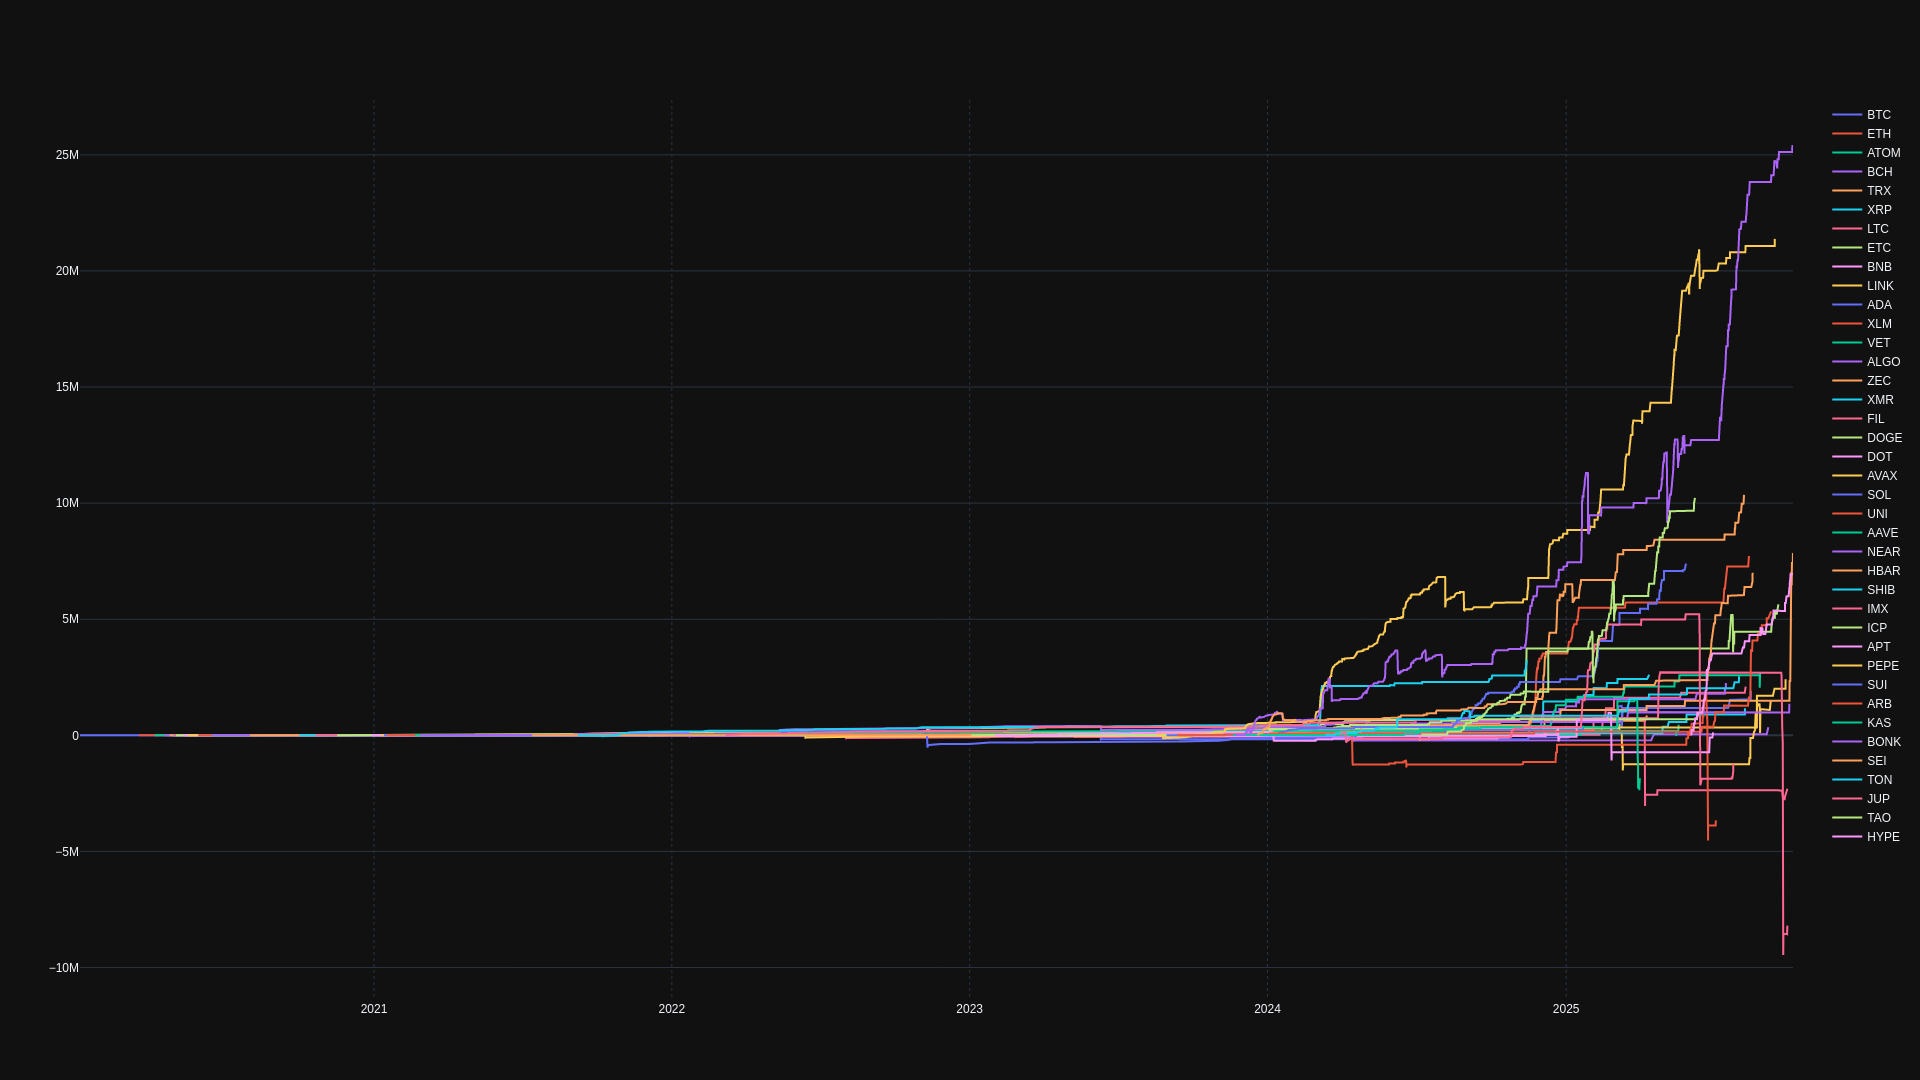 25M
20M
15M
10M
5M
0
−5M
−10M
2021
2022
2023
2024
2025
BTC
ETH
ATOM
BCH
TRX
XRP
LTC
ETC
BNB
LINK
ADA
XLM
VET
ALGO
ZEC
XMR
FIL
DOGE
DOT
AVAX
SOL
UNI
AAVE
NEAR
HBAR
SHIB
IMX
ICP
APT
PEPE
SUI
ARB
KAS
BONK
SEI
TON
JUP
TAO
HYPE